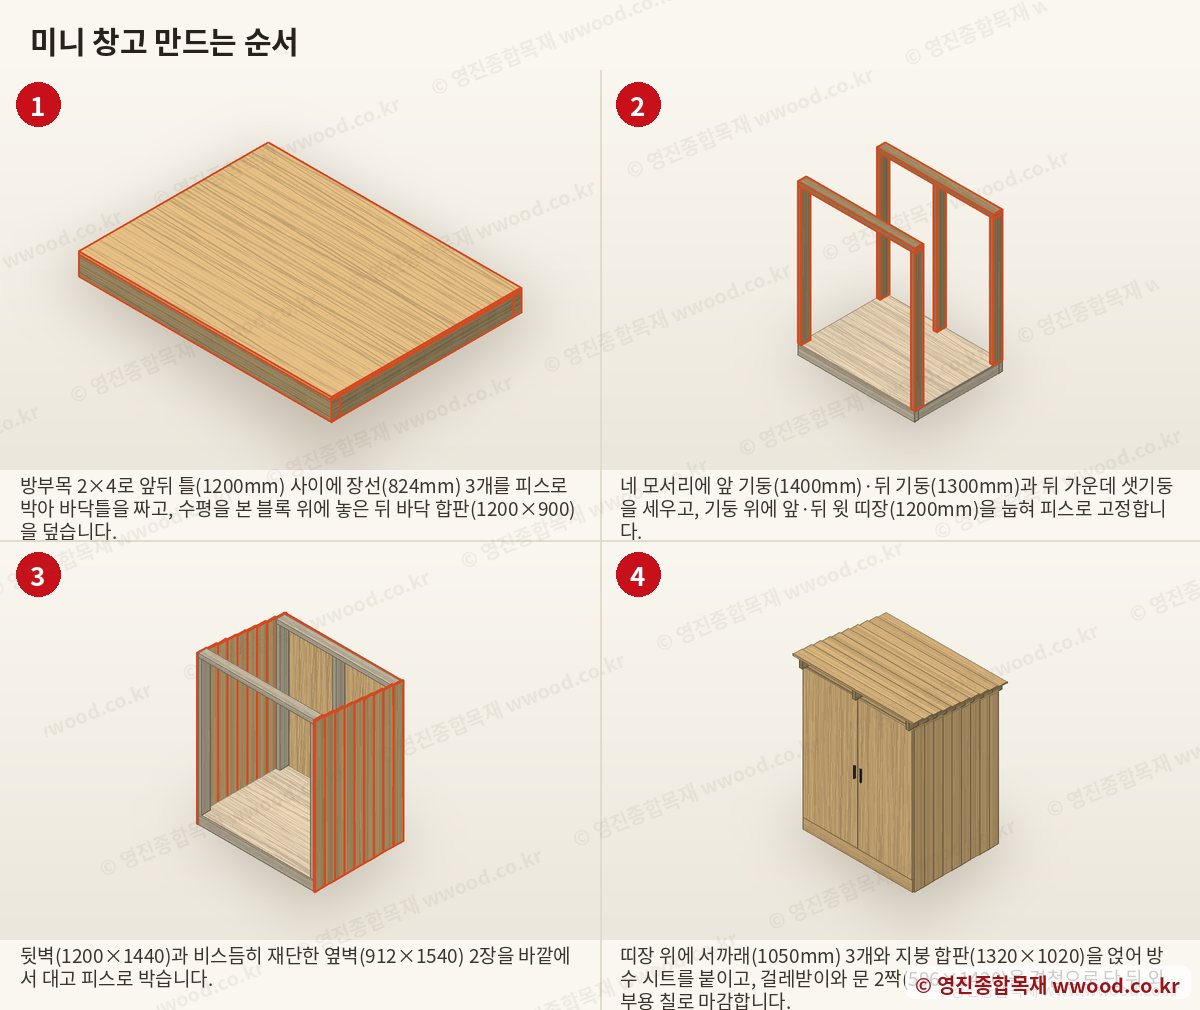 미니 창고 만드는 순서
1
2
방부목 2×4로 앞뒤 틀(1200mm) 사이에 장선(824mm) 3개를 피스로
박아 바닥틀을 짜고, 수평을 본 블록 위에 놓은 뒤 바닥 합판(1200×900)
을 덮습니다.
네 모서리에 앞 기둥(1400mm)·뒤 기둥(1300mm)과 뒤 가운데 샛기둥
을 세우고, 기둥 위에 앞·뒤 윗 띠장(1200mm)을 눕혀 피스로 고정합니
다.
3
4
뒷벽(1200×1440)과 비스듬히 재단한 옆벽(912×1540) 2장을 바깥에
서 대고 피스로 박습니다.
띠장 위에 서까래(1050mm) 3개와 지붕 합판(1320×1020)을 얹어 방
수 시트를 붙이고, 걸레받이와 문 2짝
부용 칠로 마감합니다.
© 영진종합목재 wwood.co.kr